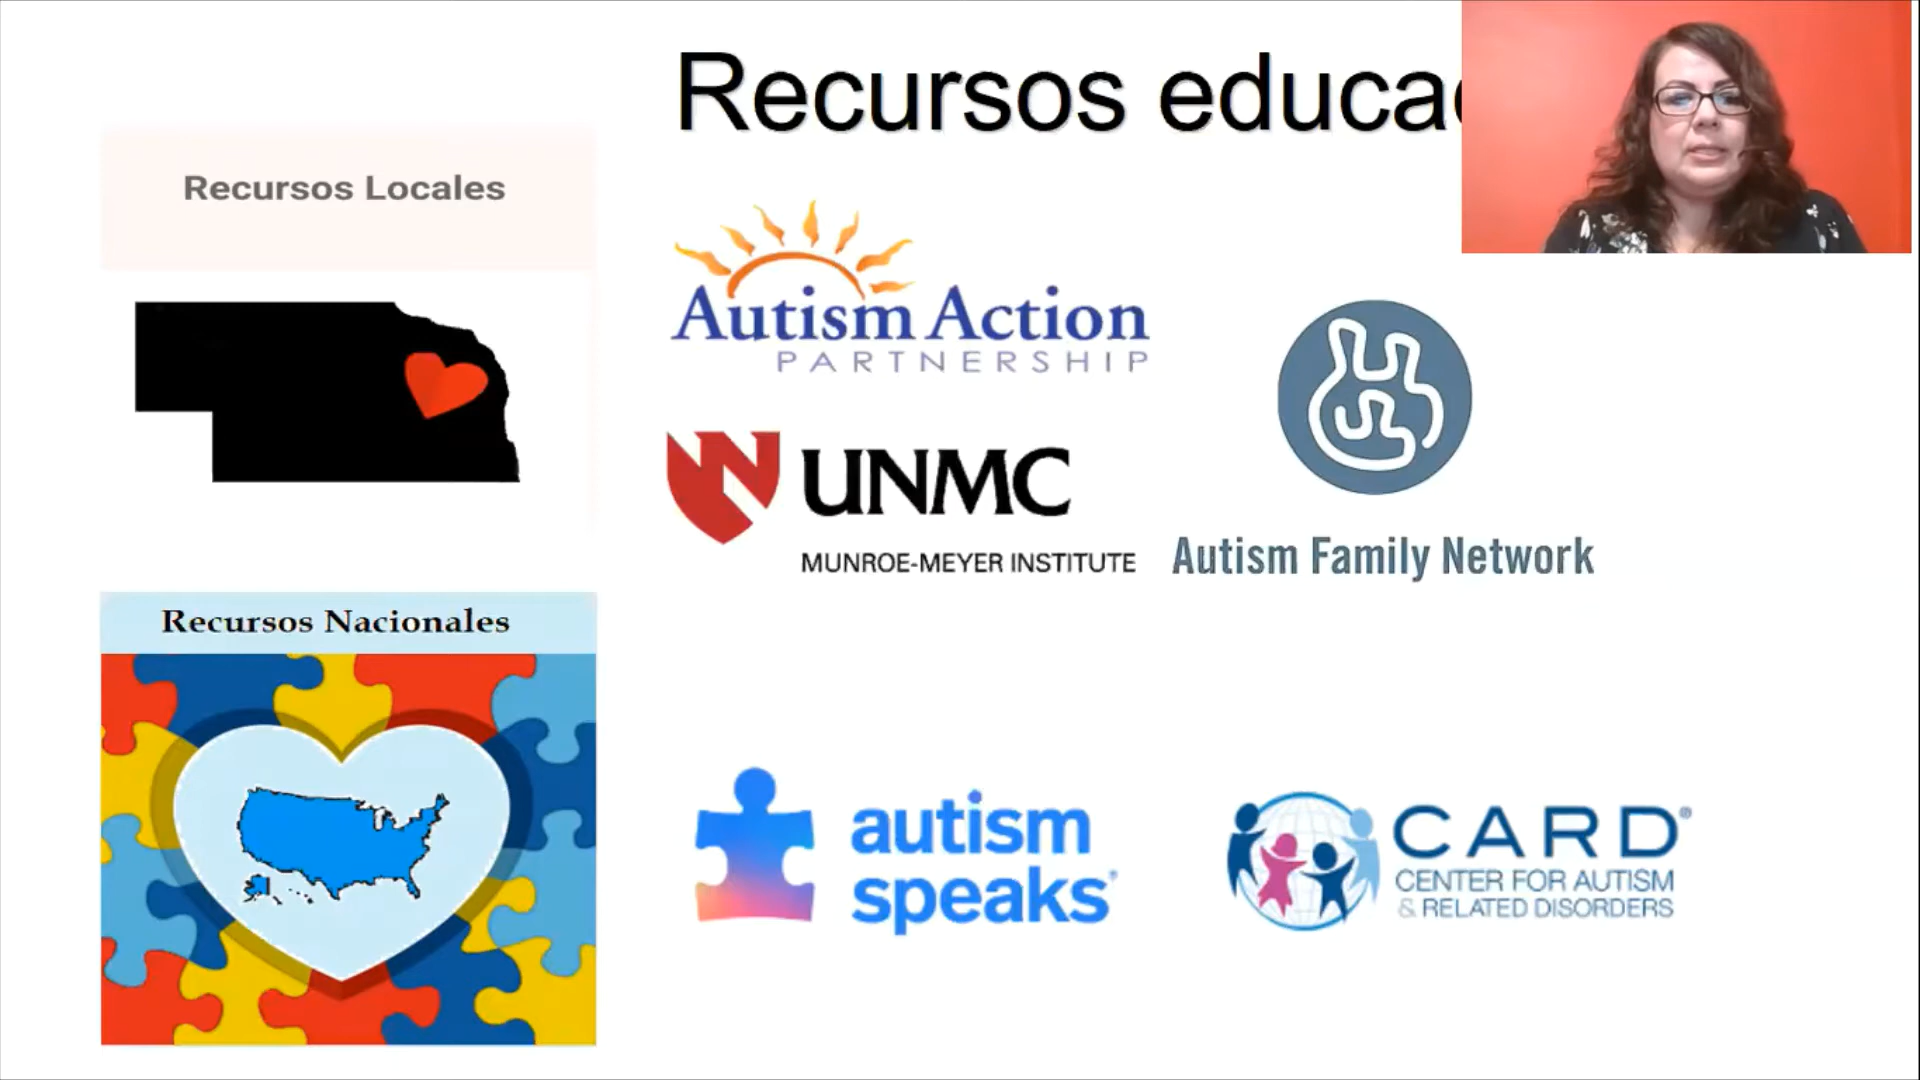 Recursos educac
Recursos Locales
Autism Action
PARTNERSHIP
UNMC
MUNROE-MEYER INSTITUTE
Autism Family Network
Recursos Nacionales
autism
speaks®
CARD®
CENTER FOR AUTISM
& RELATED DISORDERS